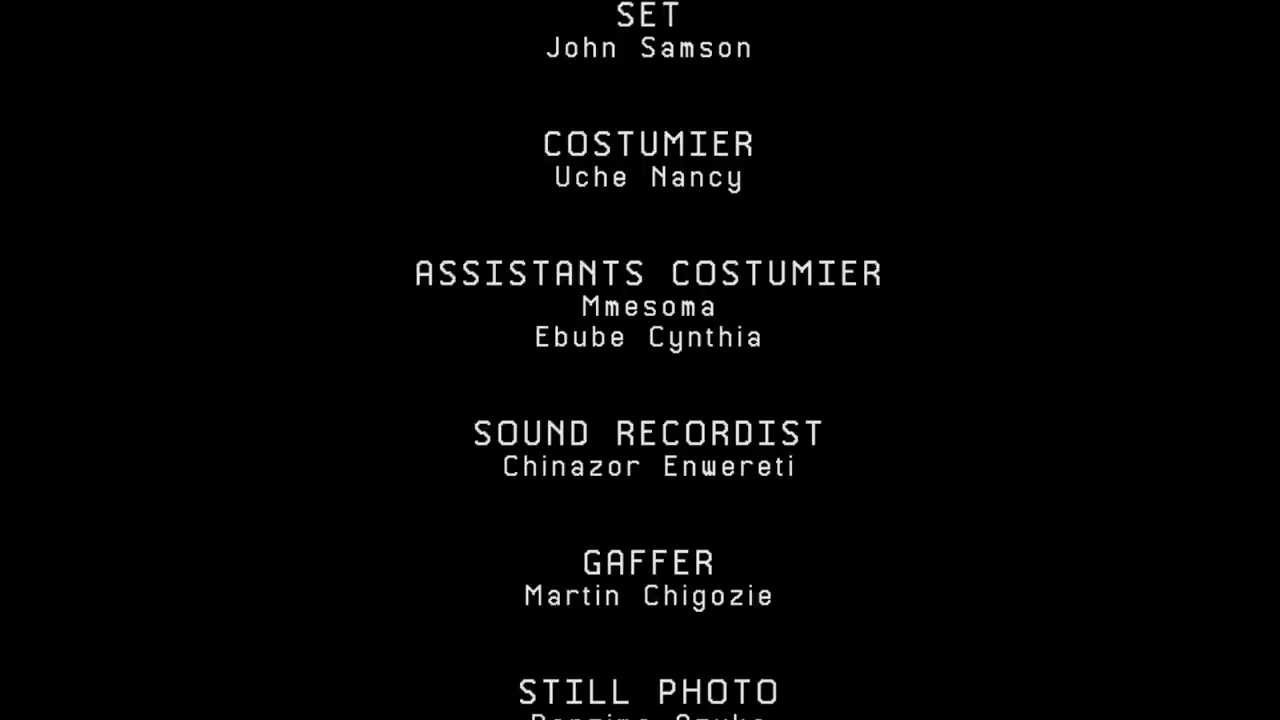 SET
John Samson
COSTUMIER
Uche Nancy
ASSISTANTS COSTUMIER
Mmesoma
Ebube Cynthia
SOUND RECORDIST
Chinazor Enwereti
GAFFER
Martin Chigozie
STILL PHOTO